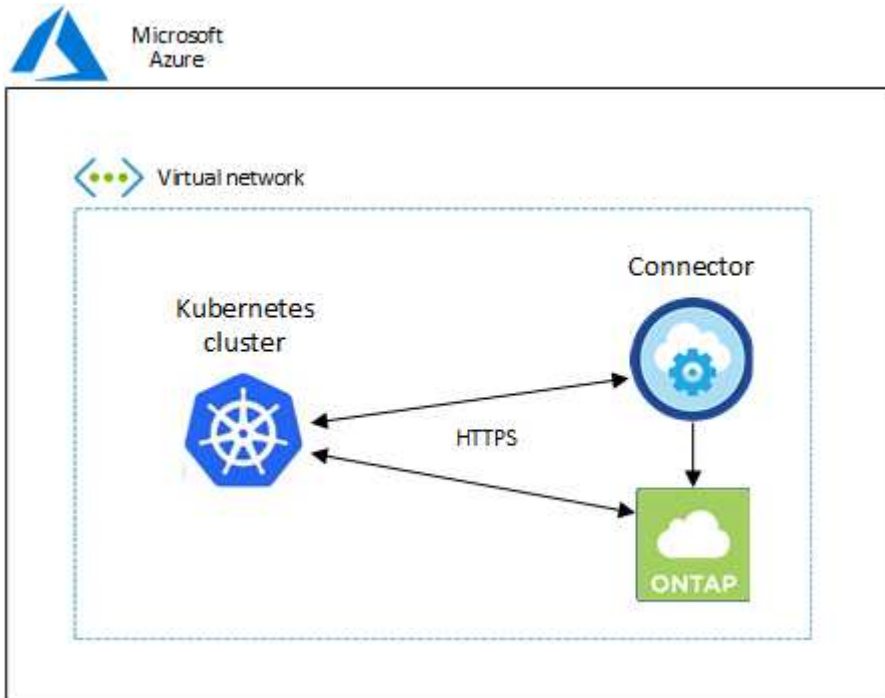 Microsoft
Azure
Virtual network
Connector
Kubernetes
cluster
HTTPS
ONTAP